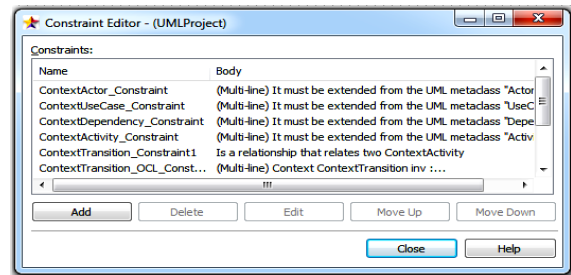 Constraint Editor - (UMLProject)
Constraints:
Name Body
ContextActor_Constraint (Multi-line) It must be extended from the UML metaclass "Actor
ContextUseCase_Constraint (Multi-line) It must be extended from the UML metaclass "UseC
ContextDependency_Constraint (Multi-line) It must be extended from the UML metaclass "Depe
ContextActivity_Constraint (Multi-line) It must be extended from the UML metaclass "Activ
ContextTransition_Constraint1 Is a relationship that relates two ContextActivity
ContextTransition_OCL_Const... (Multi-line) Context ContextTransition inv :...
Add Delete Edit Move Up Move Down
Close Help